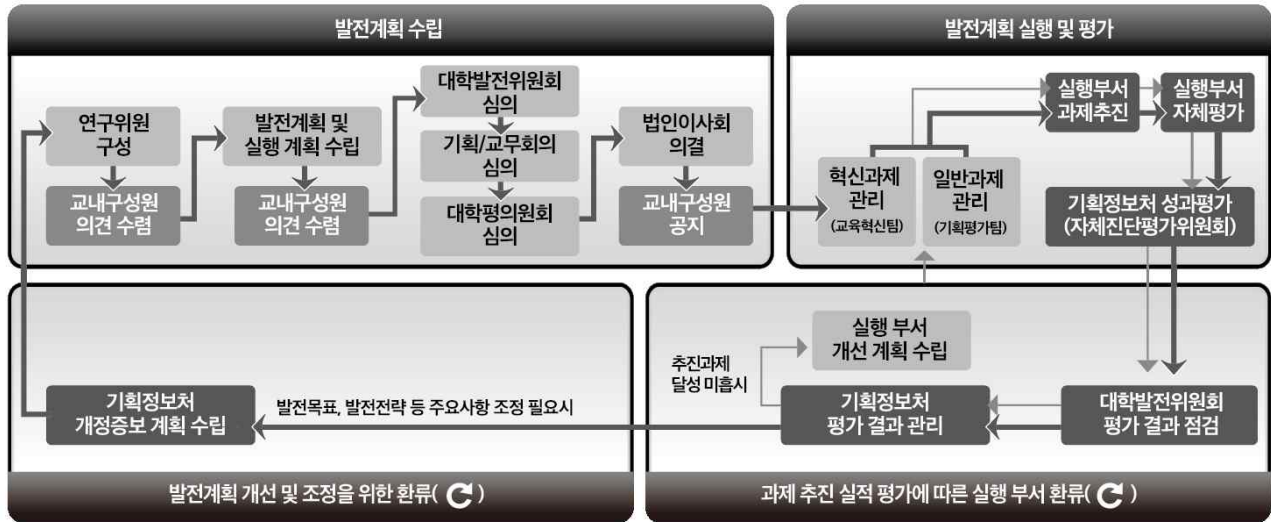 발전계획 수립
연구위원
구성
교내구성원
의견 수렴
발전계획 및
실행 계획 수립
교내구성원
의견 수렴
대학발전위원회
심의
기획/교무회의
심의
대학평의원회
심의
법인이사회
의결
교내구성원
공지
발전계획 실행 및 평가
혁신과제
관리
(교육혁신팀)
일반과제
관리
(기획평가팀)
실행부서
과제추진
실행부서
자체평가
기획정보처 성과평가
(자체진단평가위원회)
기획정보처
개정증보 계획 수립
발전목표, 발전전략 등 주요사항 조정 필요시
발전계획 개선 및 조정을 위한 환류( )
실행 부서
개선 계획 수립
추진과제
달성 미흡시
기획정보처
평가 결과 관리
대학발전위원회
평가 결과 점검
과제 추진 실적 평가에 따른 실행 부서 환류( )